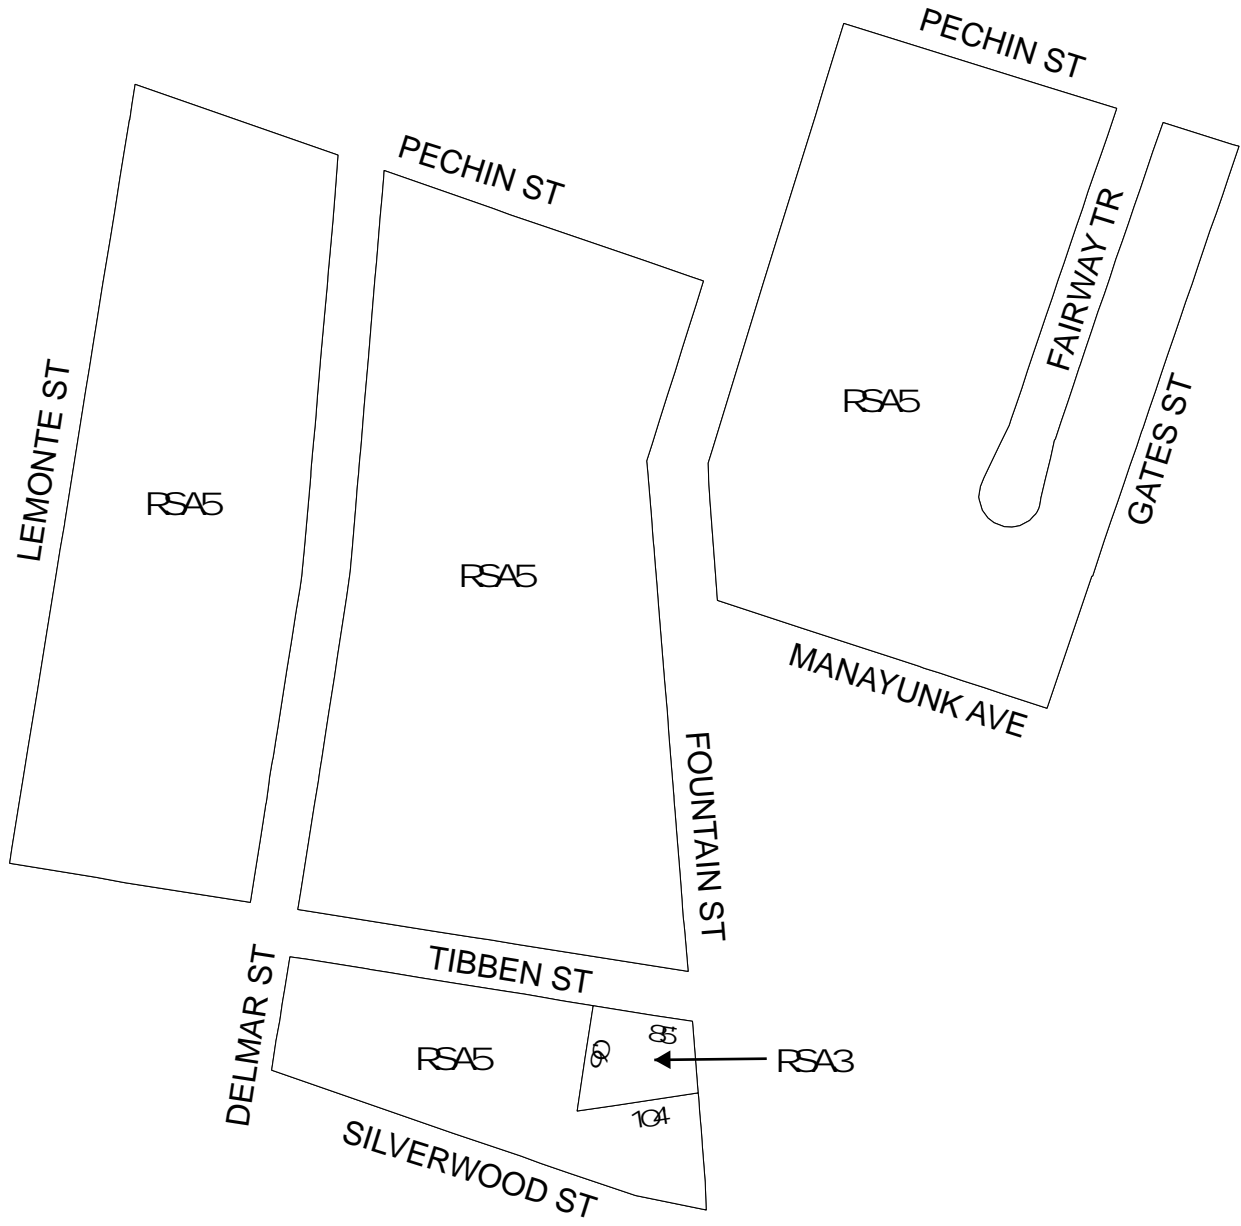 PECHIN ST
PECHIN ST
FAIRWAY TR
LEMONTE ST
GATES ST
RSA5
RSA5
RSA5
MANAYUNK AVE
FOUNTAIN ST
TIBBEN ST
DELMAR ST
85'
RSA5
RSA3
104'
SILVERWOOD ST